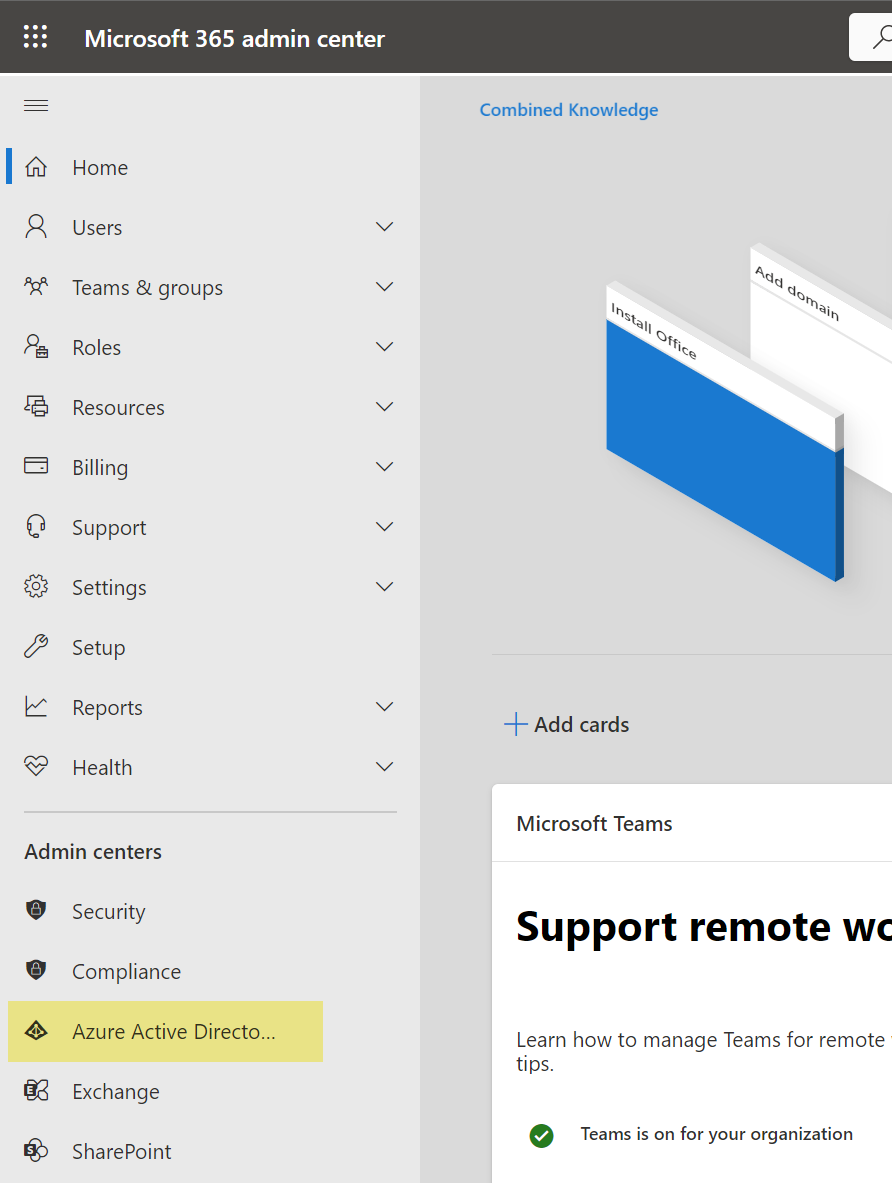 Microsoft 365 admin center
Combined Knowledge
Home
Users
Teams & groups
Roles
Resources
Billing
Support
Settings
Setup
Reports
Health
Add domain
Install Office
Add cards
Admin centers
Security
Compliance
Azure Active Directo...
Exchange
SharePoint
Microsoft Teams
Support remote wo
Learn how to manage Teams for remote
tips.
Teams is on for your organization